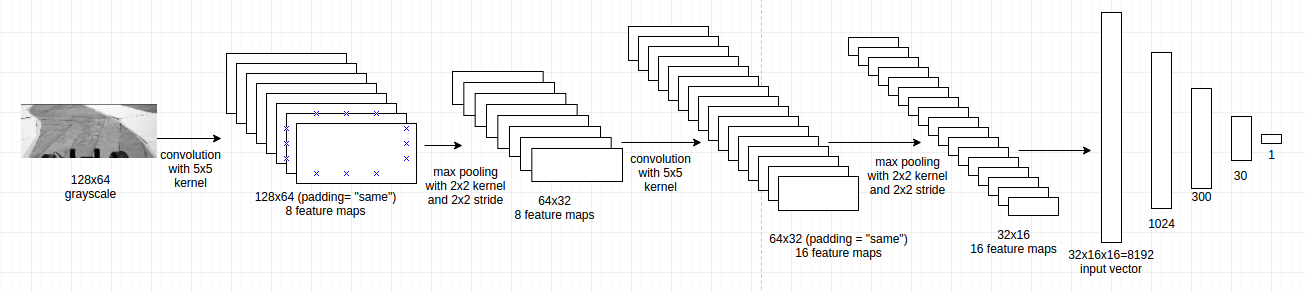 128x64
grayscale
convolution
with 5x5
kernel
128x64 (padding= "same")
8 feature maps
max pooling
with 2x2 kernel
and 2x2 stride
64x32
8 feature maps
convolution
with 5x5
kernel
64x32 (padding = "same")
16 feature maps
max pooling
with 2x2 kernel
and 2x2 stride
32x16
16 feature maps
32x16x16=8192
input vector
1024
300
30
1